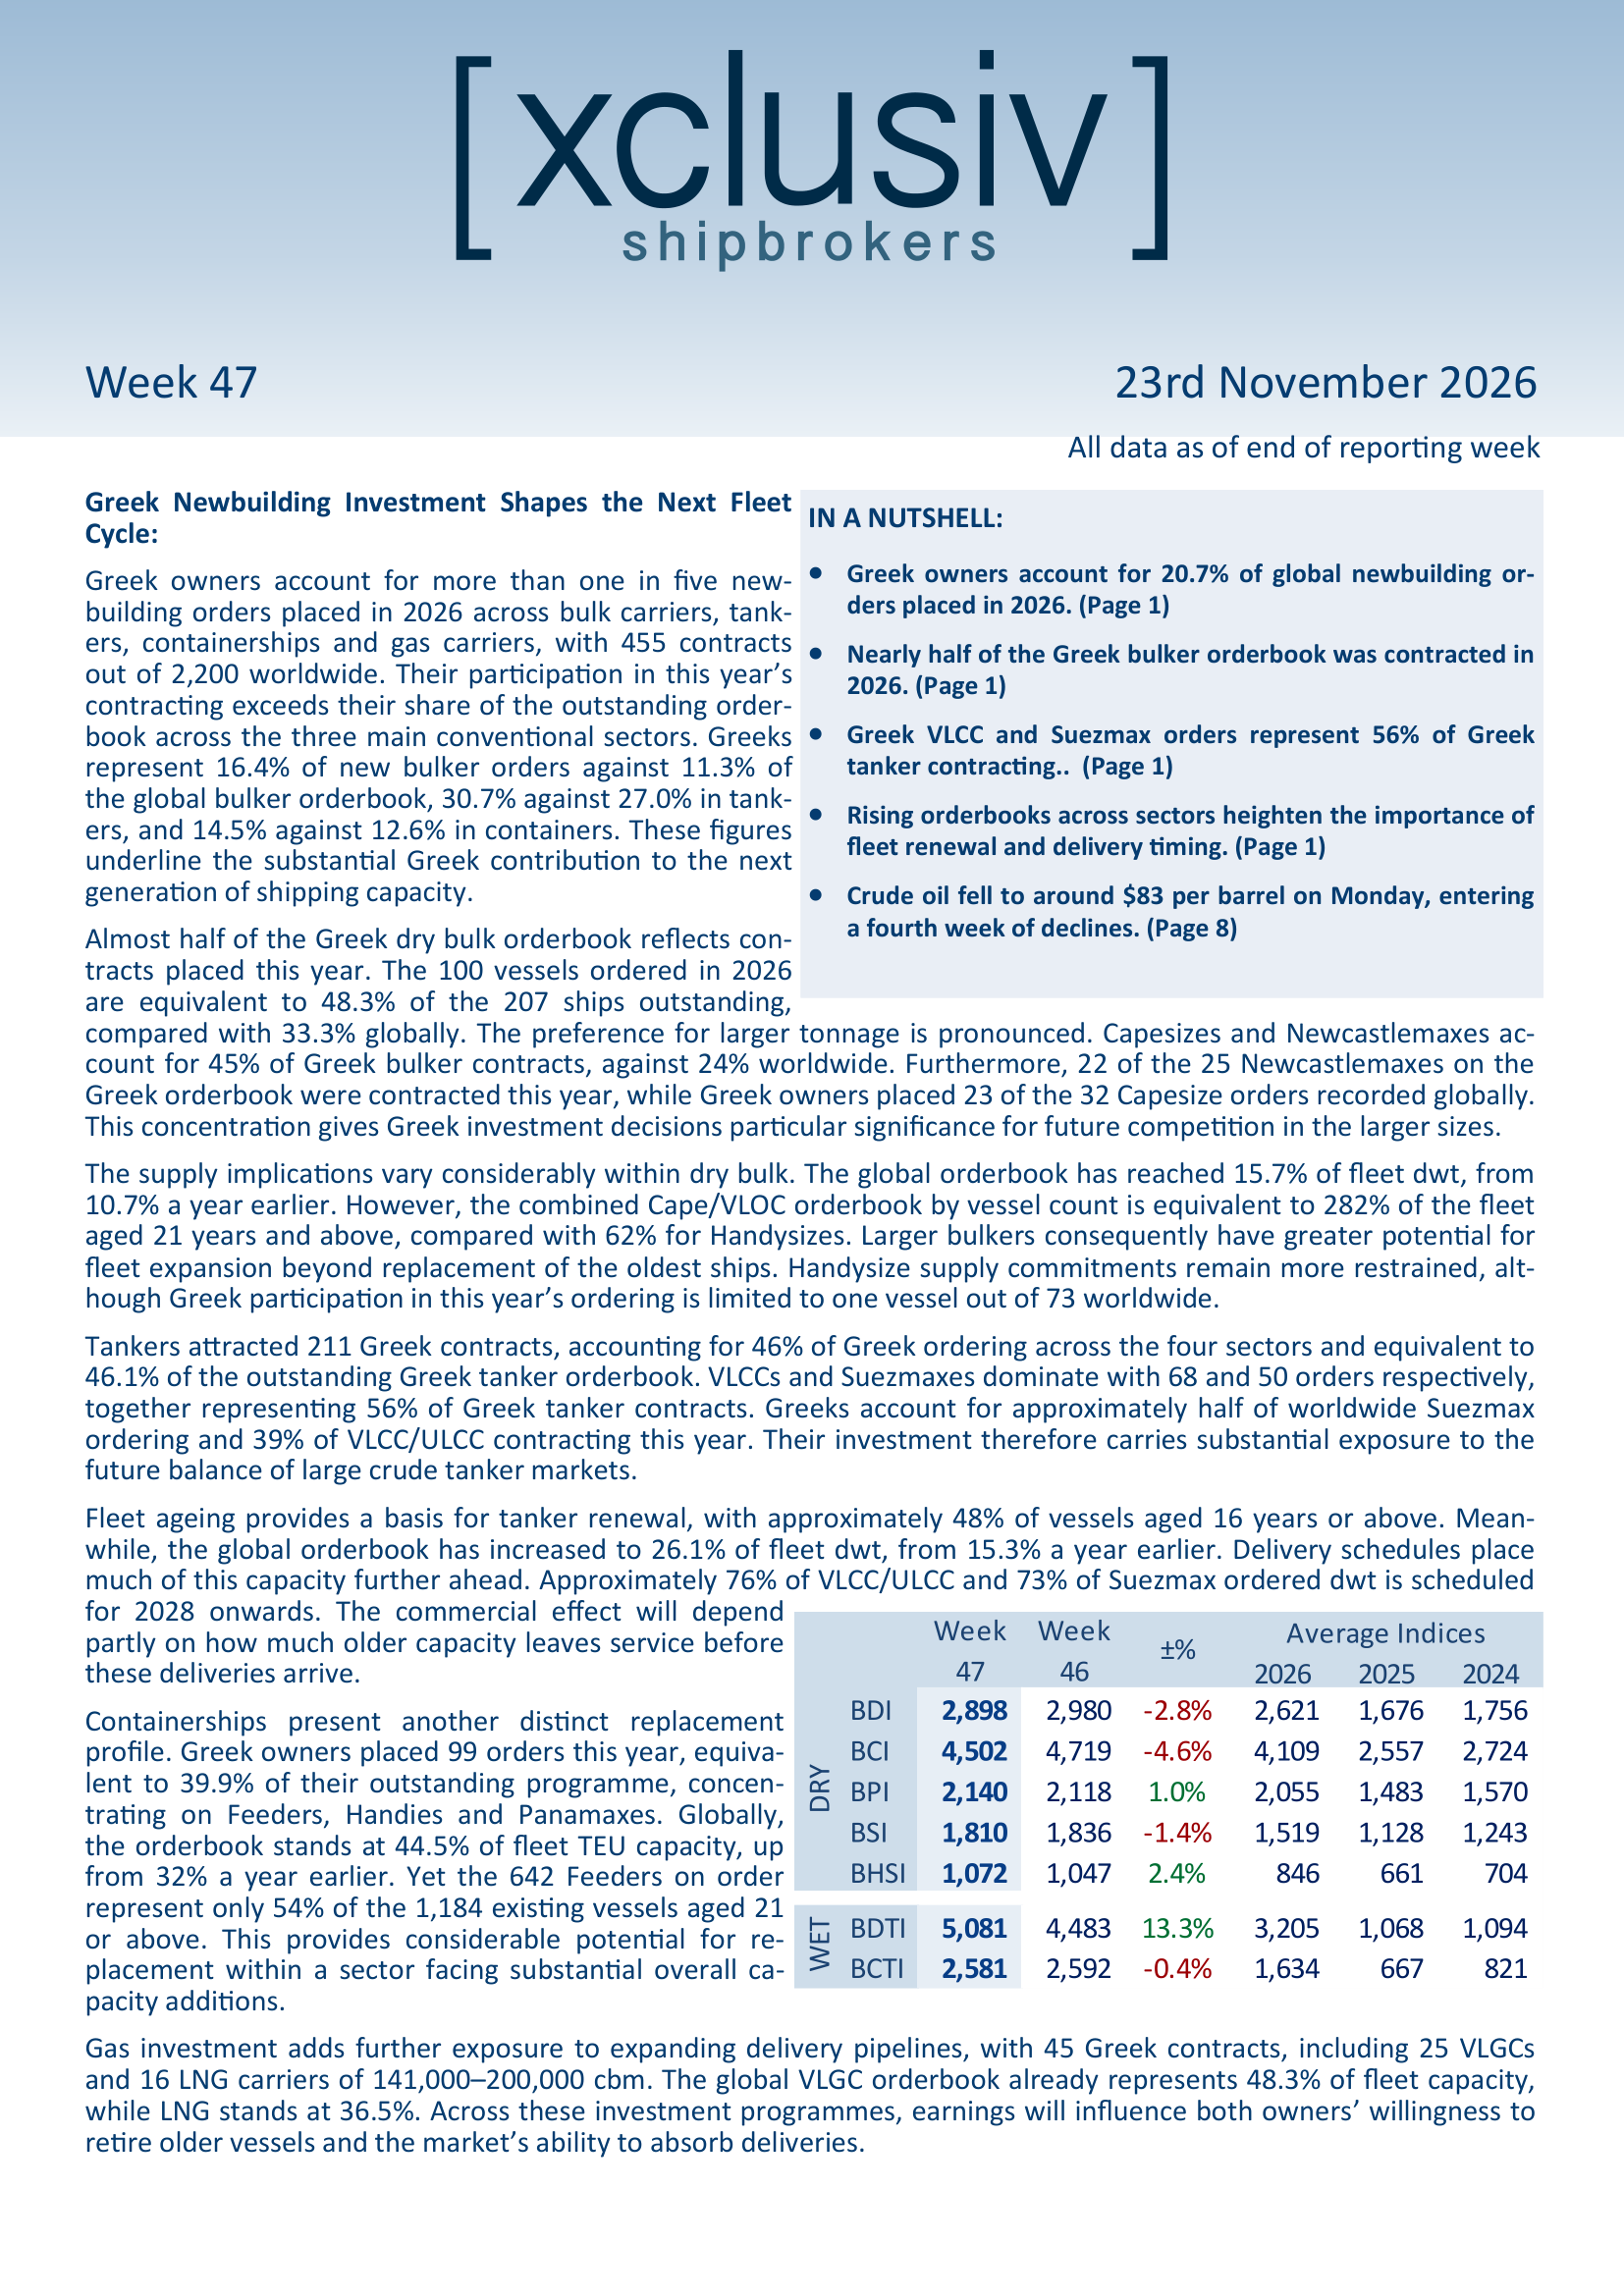 [xclusiv]
shipbrokers
Week 47
23rd November 2026
All data as of end of reporting week
Greek Newbuilding Investment Shapes the Next Fleet
Cycle:
Greek owners account for more than one in five new-
building orders placed in 2026 across bulk carriers, tank-
ers, containerships and gas carriers, with 455 contracts
out of 2,200 worldwide. Their participation in this year's
contracting exceeds their share of the outstanding order-
book across the three main conventional sectors. Greeks
represent 16.4% of new bulker orders against 11.3% of
the global bulker orderbook, 30.7% against 27.0% in tank-
ers, and 14.5% against 12.6% in containers. These figures
underline the substantial Greek contribution to the next
generation of shipping capacity.
IN A NUTSHELL:
• Greek owners account for 20.7% of global newbuilding or-
ders placed in 2026. (Page 1)
• Nearly half of the Greek bulker orderbook was contracted in
2026. (Page 1)
• Greek VLCC and Suezmax orders represent 56% of Greek
tanker contracting.. (Page 1)
• Rising orderbooks across sectors heighten the importance of
fleet renewal and delivery timing. (Page 1)
• Crude oil fell to around $83 per barrel on Monday, entering
a fourth week of declines. (Page 8)
Almost half of the Greek dry bulk orderbook reflects con-
tracts placed this year. The 100 vessels ordered in 2026
are equivalent to 48.3% of the 207 ships outstanding,
compared with 33.3% globally. The preference for larger tonnage is pronounced. Capesizes and Newcastlemaxes ac-
count for 45% of Greek bulker contracts, against 24% worldwide. Furthermore, 22 of the 25 Newcastlemaxes on the
Greek orderbook were contracted this year, while Greek owners placed 23 of the 32 Capesize orders recorded globally.
This concentration gives Greek investment decisions particular significance for future competition in the larger sizes.
The supply implications vary considerably within dry bulk. The global orderbook has reached 15.7% of fleet dwt, from
10.7% a year earlier. However, the combined Cape/VLOC orderbook by vessel count is equivalent to 282% of the fleet
aged 21 years and above, compared with 62% for Handysizes. Larger bulkers consequently have greater potential for
fleet expansion beyond replacement of the oldest ships. Handysize supply commitments remain more restrained, alt-
hough Greek participation in this year's ordering is limited to one vessel out of 73 worldwide.
Tankers attracted 211 Greek contracts, accounting for 46% of Greek ordering across the four sectors and equivalent to
46.1% of the outstanding Greek tanker orderbook. VLCCs and Suezmaxes dominate with 68 and 50 orders respectively,
together representing 56% of Greek tanker contracts. Greeks account for approximately half of worldwide Suezmax
ordering and 39% of VLCC/ULCC contracting this year. Their investment therefore carries substantial exposure to the
future balance of large crude tanker markets.
Fleet ageing provides a basis for tanker renewal, with approximately 48% of vessels aged 16 years or above. Mean-
while, the global orderbook has increased to 26.1% of fleet dwt, from 15.3% a year earlier. Delivery schedules place
much of this capacity further ahead. Approximately 76% of VLCC/ULCC and 73% of Suezmax ordered dwt is scheduled
for 2028 onwards. The commercial effect will depend
partly on how much older capacity leaves service before
these deliveries arrive.
Containerships present another distinct replacement
profile. Greek owners placed 99 orders this year, equiva-
lent to 39.9% of their outstanding programme, concen-
trating on Feeders, Handies and Panamaxes. Globally,
the orderbook stands at 44.5% of fleet TEU capacity, up
from 32% a year earlier. Yet the 642 Feeders on order
represent only 54% of the 1,184 existing vessels aged 21
or above. This provides considerable potential for re-
placement within a sector facing substantial overall ca-
pacity additions.
Week Week ±% Average Indices
47 46 2026 2025 2024
DRY
BDI 2,898 2,980 -2.8% 2,621 1,676 1,756
BCI 4,502 4,719 -4.6% 4,109 2,557 2,724
BPI 2,140 2,118 1.0% 2,055 1,483 1,570
BSI 1,810 1,836 -1.4% 1,519 1,128 1,243
BHSI 1,072 1,047 2.4% 846 661 704
WET
BDTI 5,081 4,483 13.3% 3,205 1,068 1,094
BCTI 2,581 2,592 -0.4% 1,634 667 821
Gas investment adds further exposure to expanding delivery pipelines, with 45 Greek contracts, including 25 VLGCs
and 16 LNG carriers of 141,000–200,000 cbm. The global VLGC orderbook already represents 48.3% of fleet capacity,
while LNG stands at 36.5%. Across these investment programmes, earnings will influence both owners' willingness to
retire older vessels and the market's ability to absorb deliveries.